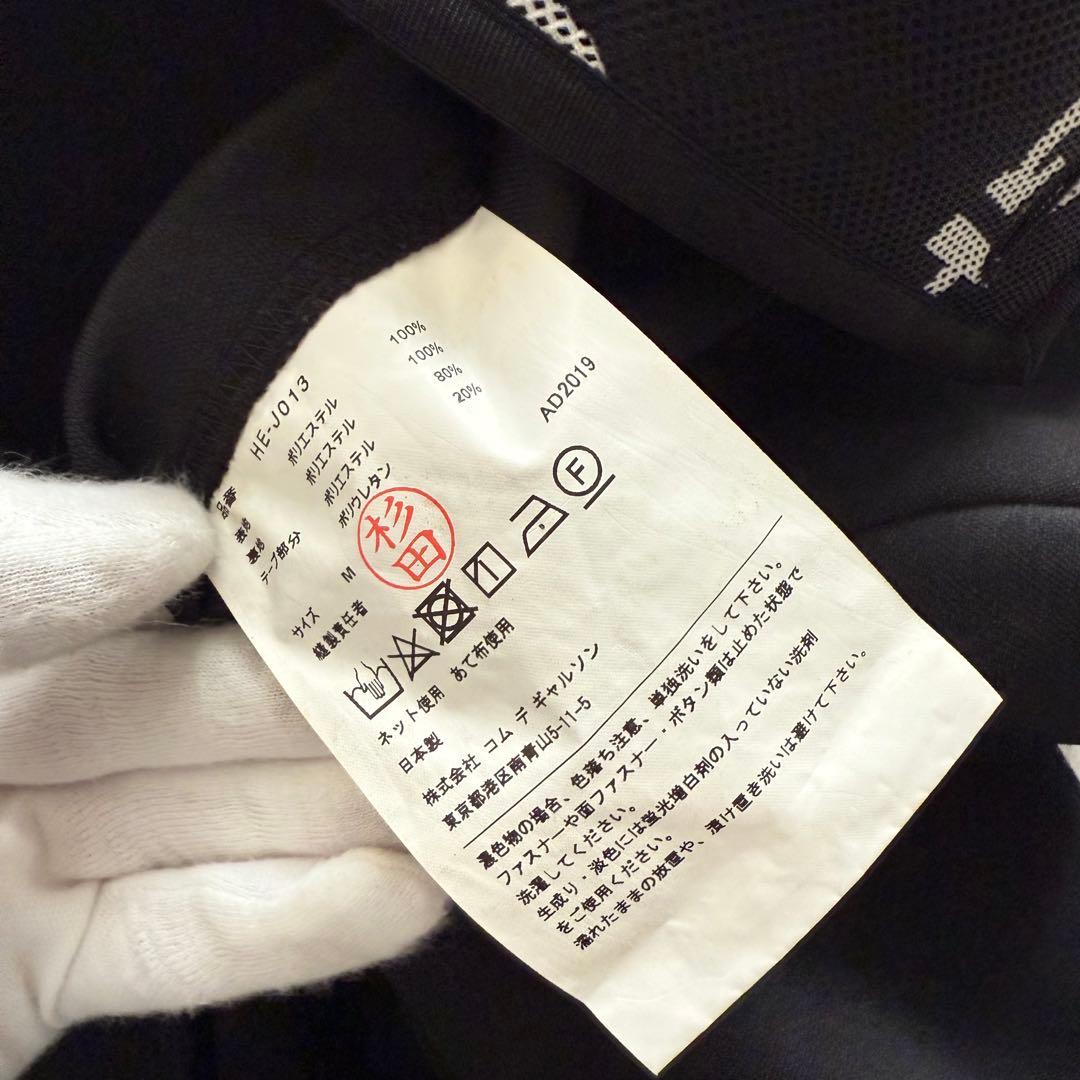 品番 HE-J013
表地 ポリエステル 100%
裏地 ポリエステル 100%
テープ部分 ポリエステル 80%
ポリウレタン 20%
サイズ M
AD2019
縫製責任者 杉田
F
ネット使用 あて布使用
日本製
株式会社 コム デ ギャルソン
東京都港区南青山5-11-5
濃色物の場合、色落ち注意、単独洗いをして下さい。
ファスナーや面ファスナー・ボタン類は止めた状態で
洗濯してください。
生成り・淡色には蛍光増白剤の入っていない洗剤
をご使用ください。
濡れたままの放置や、漬け置き洗いは避けて下さい。